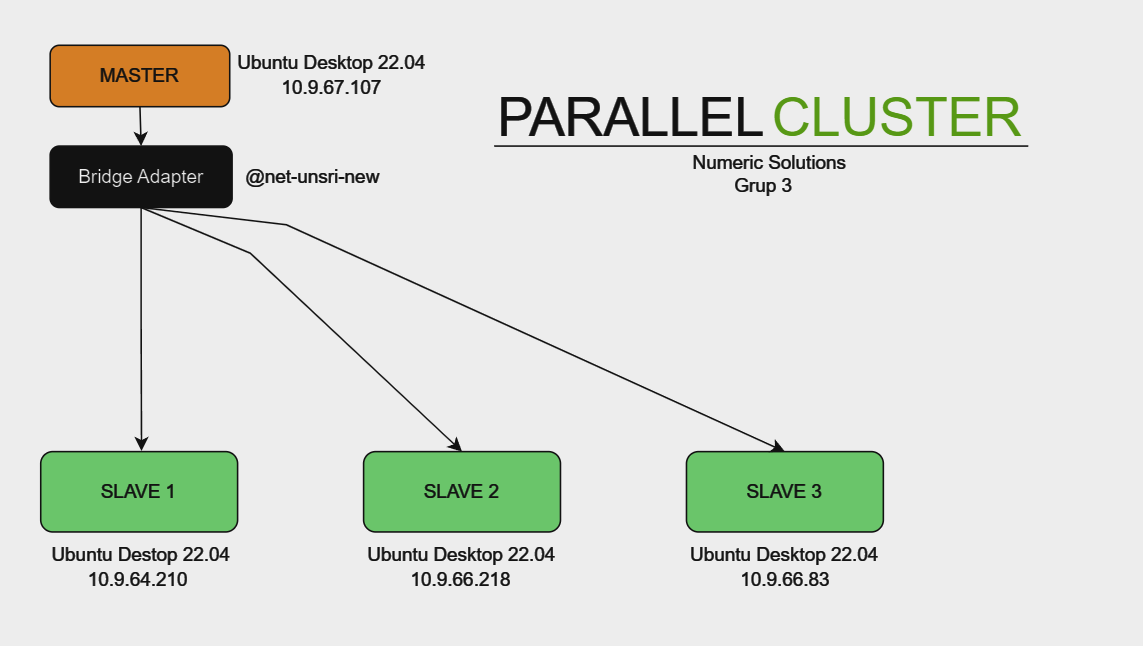 MASTER
Ubuntu Desktop 22.04
10.9.67.107
PARALLEL CLUSTER
Numeric Solutions
Grup 3
Bridge Adapter
@net-unsri-new
SLAVE 1
Ubuntu Destop 22.04
10.9.64.210
SLAVE 2
Ubuntu Desktop 22.04
10.9.66.218
SLAVE 3
Ubuntu Desktop 22.04
10.9.66.83